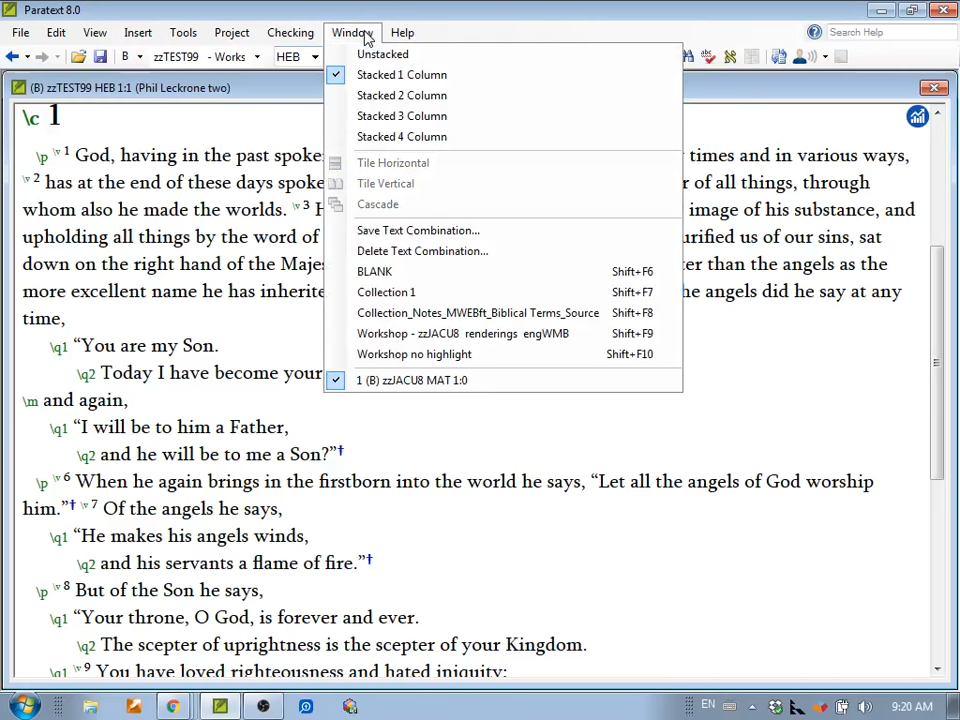 Paratext 8.0
File Edit View Insert Tools Project Checking Window Help
Search Help
B zzTEST99 - Works HEB
(B) zzTEST99 HEB 1:1 (Phil Leckrone two)
Unstacked
Stacked 1 Column
Stacked 2 Column
Stacked 3 Column
Stacked 4 Column
Tile Horizontal
Tile Vertical
Cascade
Save Text Combination...
Delete Text Combination...
BLANK Shift+F6
Collection 1 Shift+F7
Collection_Notes_MWEBft_Biblical Terms_Source Shift+F8
Workshop - zzJACU8 renderings engWMB Shift+F9
Workshop no highlight Shift+F10
1 (B) zzJACU8 MAT 1:0
\c 1
\p \v 1 God, having in the past spoke times and in various ways,
\v 2 has at the end of these days spoke r of all things, through
whom also he made the worlds. \v 3 image of his substance, and
upholding all things by the word of urified us of our sins, sat
down on the right hand of the Majes ter than the angels as the
more excellent name he has inherite he angels did he say at any
time,
\q1 “You are my Son.
\q2 Today I have become your
\m and again,
\q1 “I will be to him a Father,
\q2 and he will be to me a Son?”†
\p \v 6 When he again brings in the firstborn into the world he says, “Let all the angels of God worship
him.”† \v 7 Of the angels he says,
\q1 “He makes his angels winds,
\q2 and his servants a flame of fire.”†
\p \v 8 But of the Son he says,
\q1 “Your throne, O God, is forever and ever.
\q2 The scepter of uprightness is the scepter of your Kingdom.
\q1 \v 9 You have loved righteousness and hated iniquity;
EN 9:20 AM